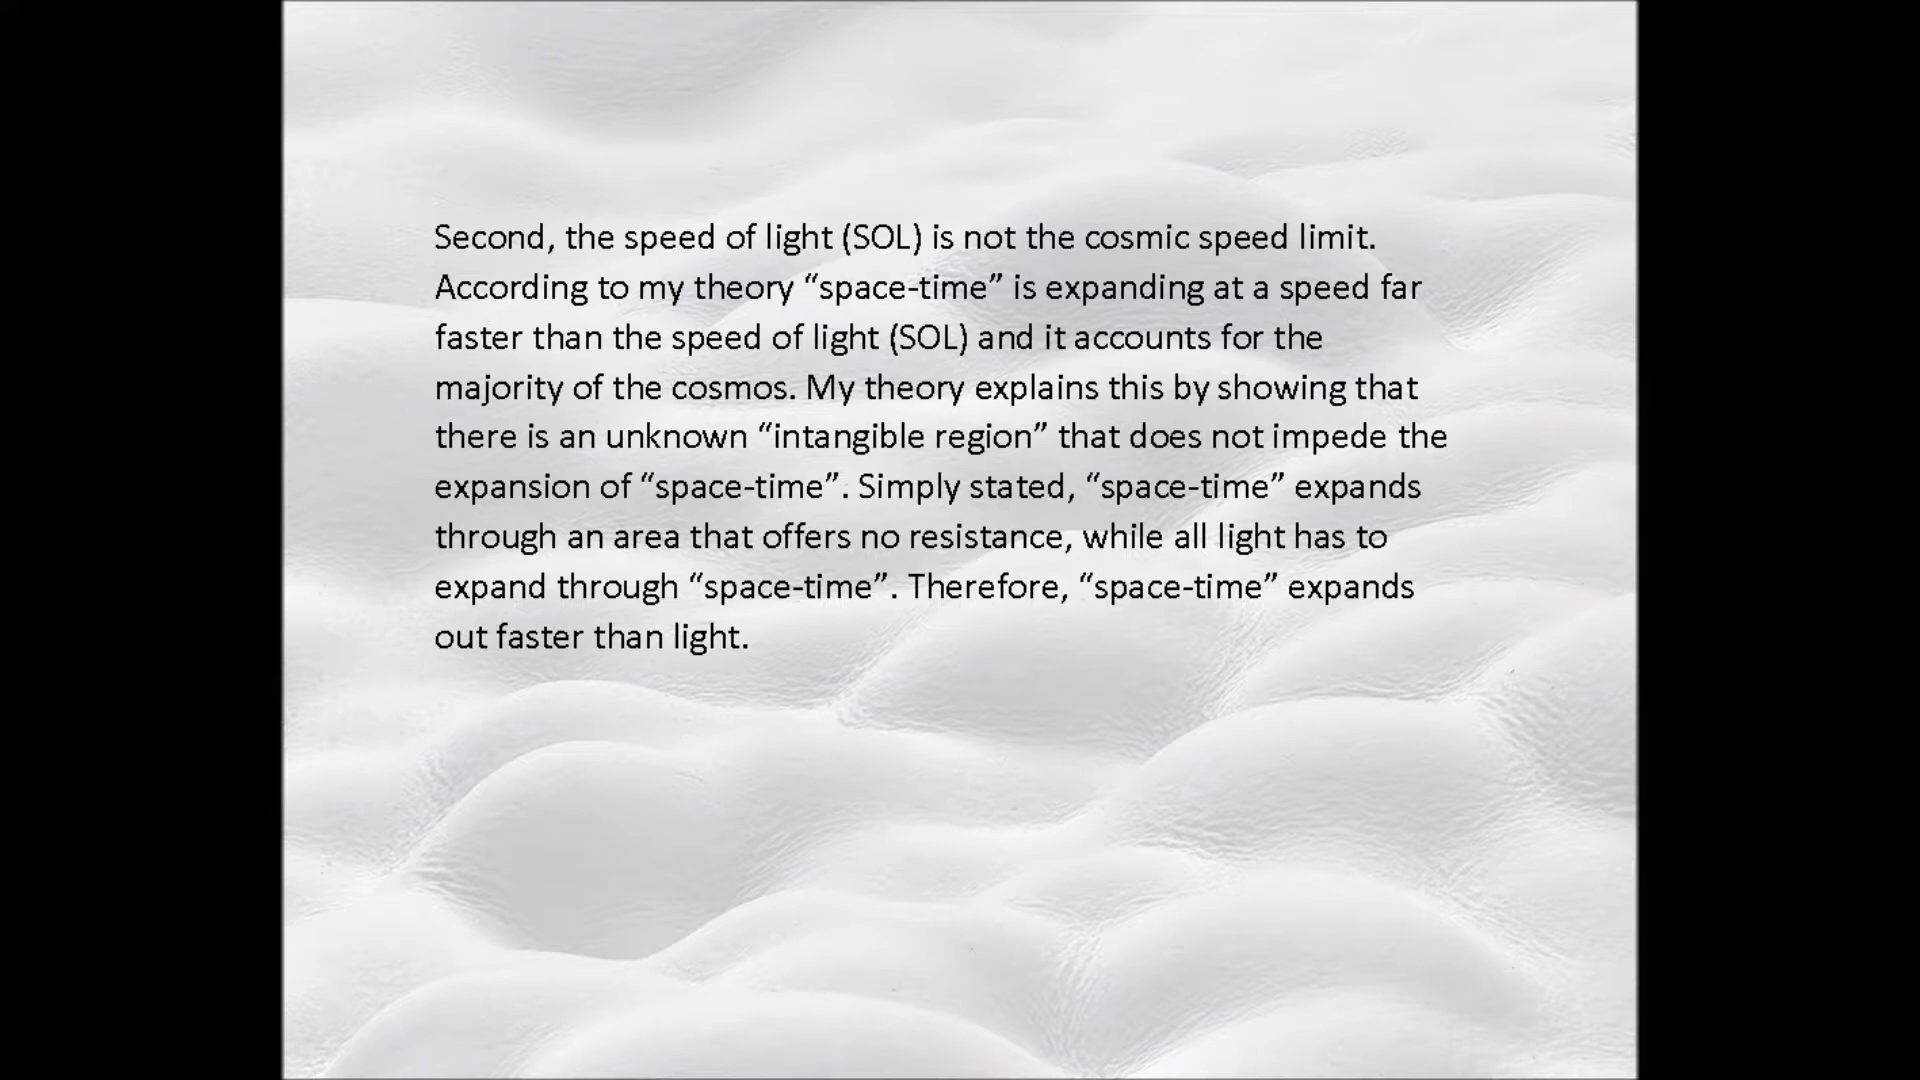 Second, the speed of light (SOL) is not the cosmic speed limit.
According to my theory “space-time” is expanding at a speed far
faster than the speed of light (SOL) and it accounts for the
majority of the cosmos. My theory explains this by showing that
there is an unknown “intangible region” that does not impede the
expansion of “space-time”. Simply stated, “space-time” expands
through an area that offers no resistance, while all light has to
expand through “space-time”. Therefore, “space-time” expands
out faster than light.